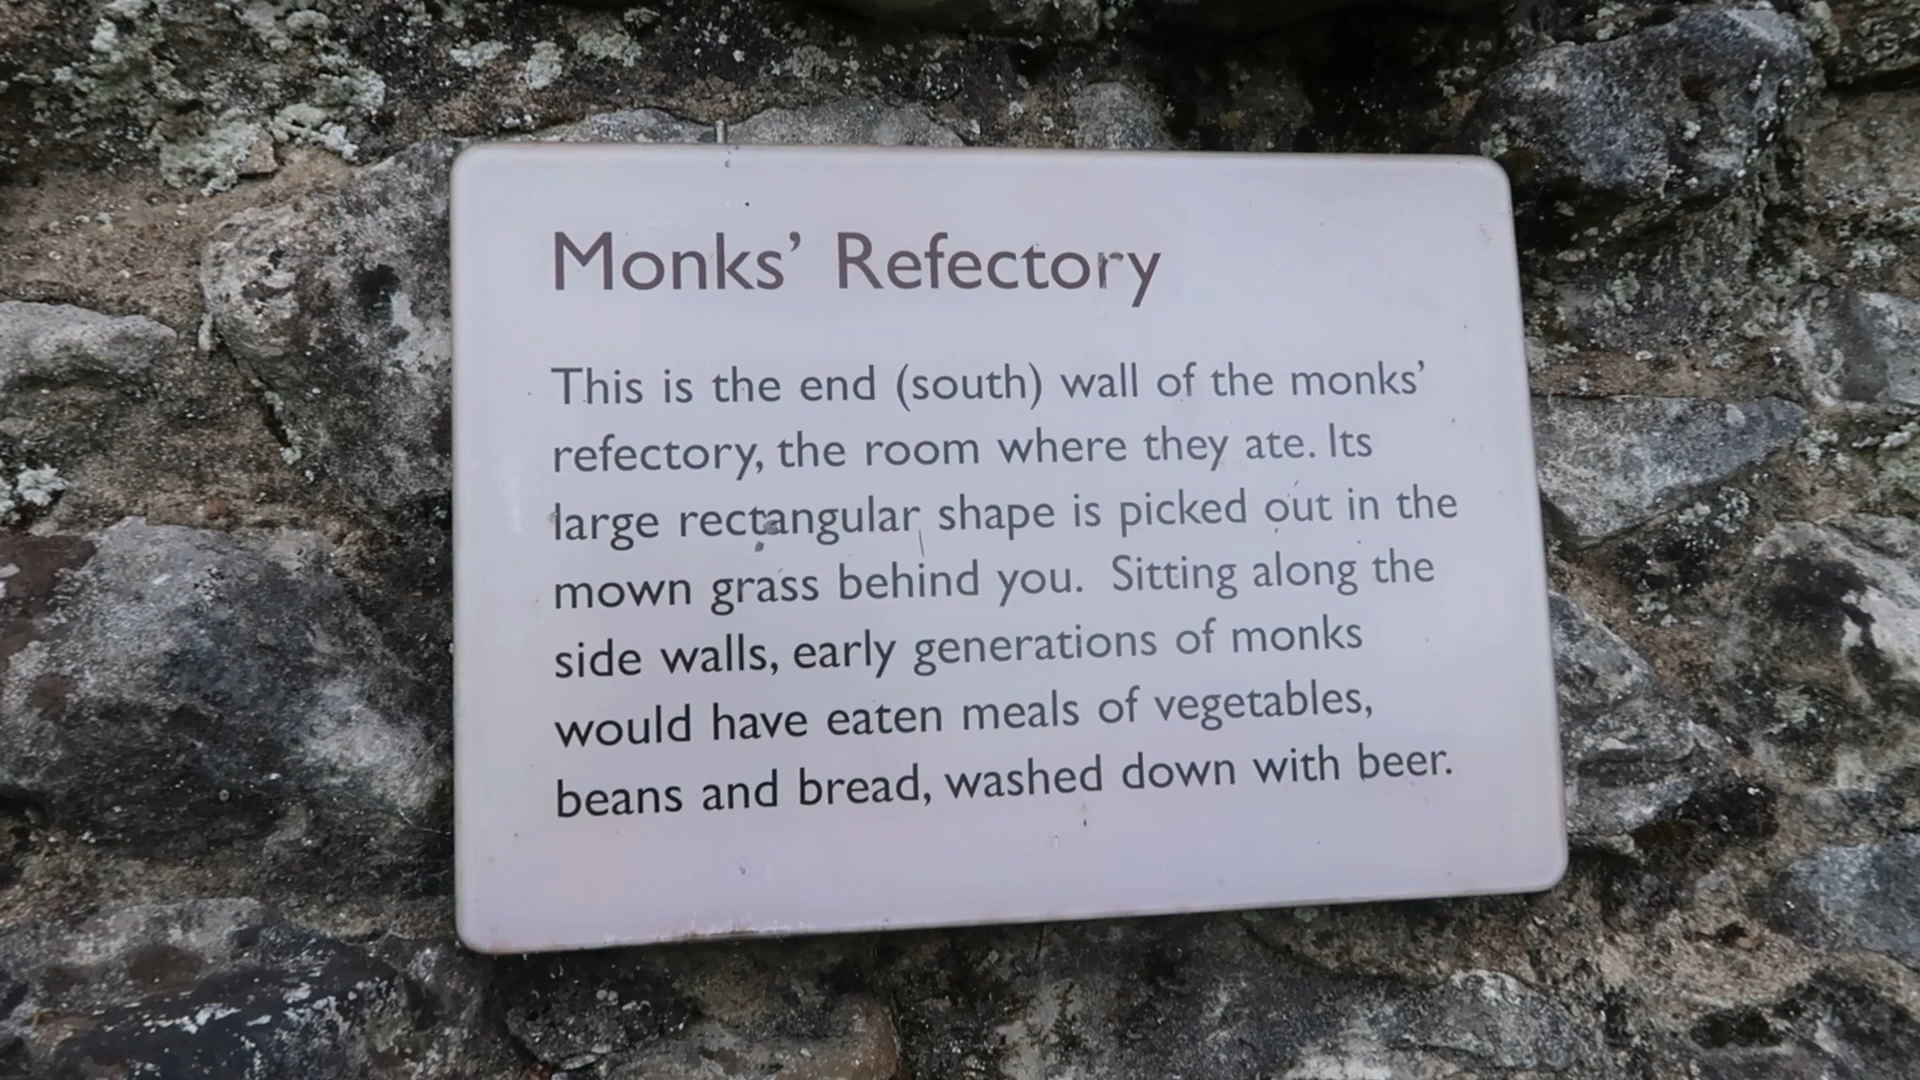 Monks’ Refectory
This is the end (south) wall of the monks’
refectory, the room where they ate. Its
large rectangular shape is picked out in the
mown grass behind you. Sitting along the
side walls, early generations of monks
would have eaten meals of vegetables,
beans and bread, washed down with beer.